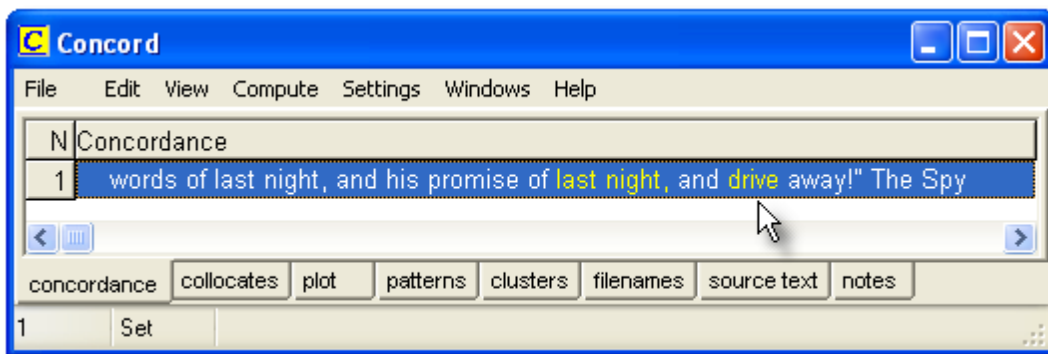 C Concord
File Edit View Compute Settings Windows Help
N Concordance
1 words of last night, and his promise of last night, and drive away!" The Spy
concordance collocates plot patterns clusters filenames source text notes
1 Set